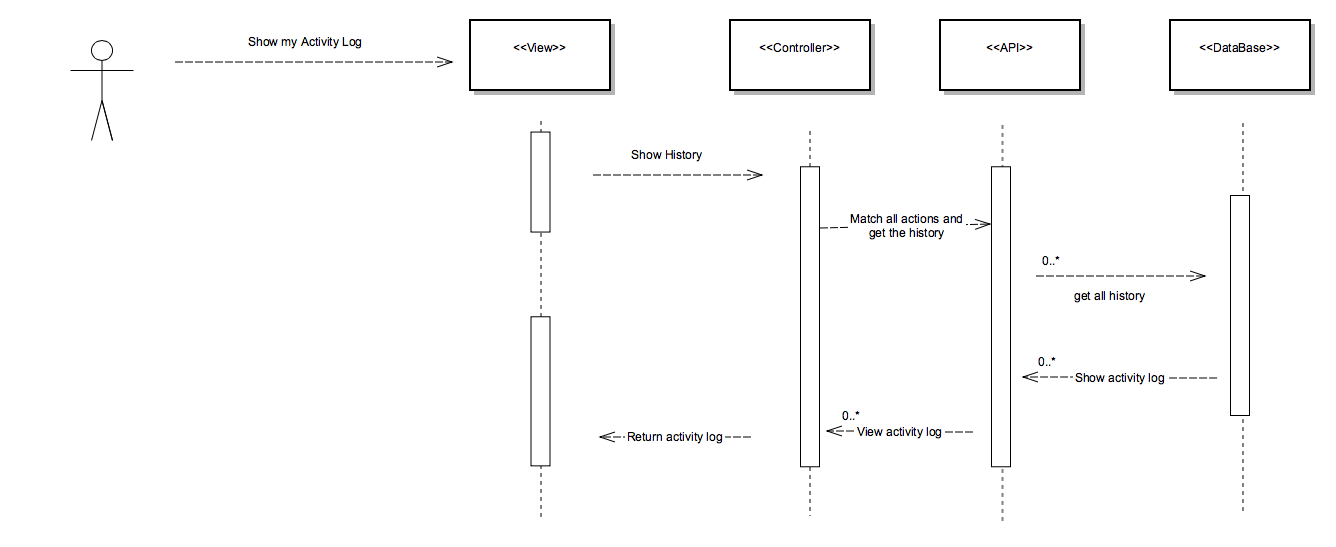 Show my Activity Log
<<View>>
<<Controller>>
<<API>>
<<DataBase>>
Show History
Match all actions and
get the history
0..*
get all history
0..*
Show activity log
0..*
View activity log
Return activity log